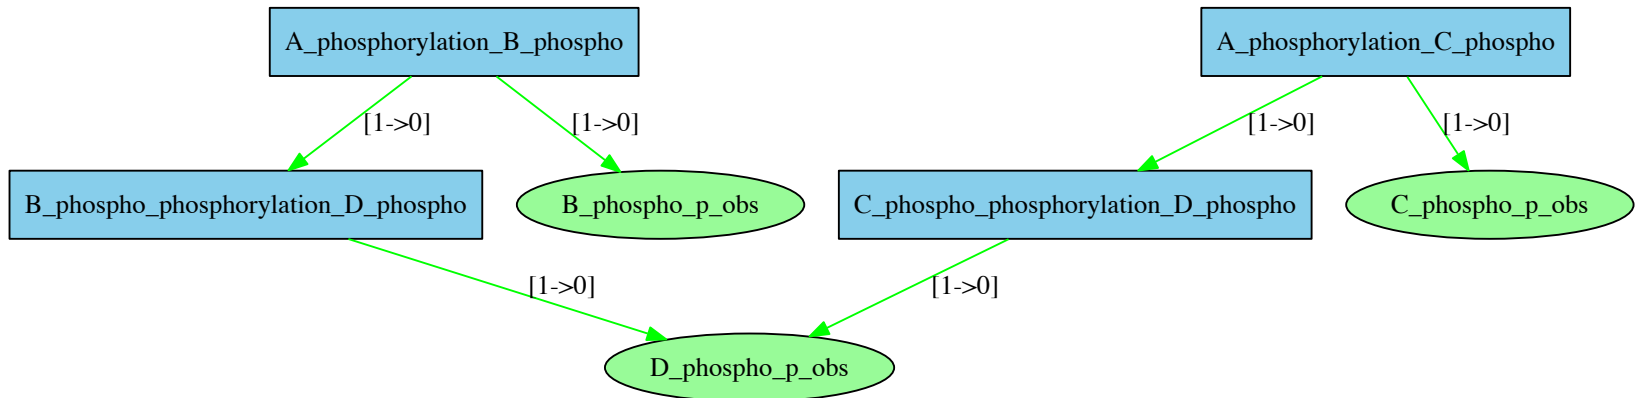 A_phosphorylation_B_phospho
A_phosphorylation_C_phospho
[1->0]
[1->0]
[1->0]
[1->0]
B_phospho_phosphorylation_D_phospho
B_phospho_p_obs
C_phospho_phosphorylation_D_phospho
C_phospho_p_obs
[1->0]
[1->0]
D_phospho_p_obs